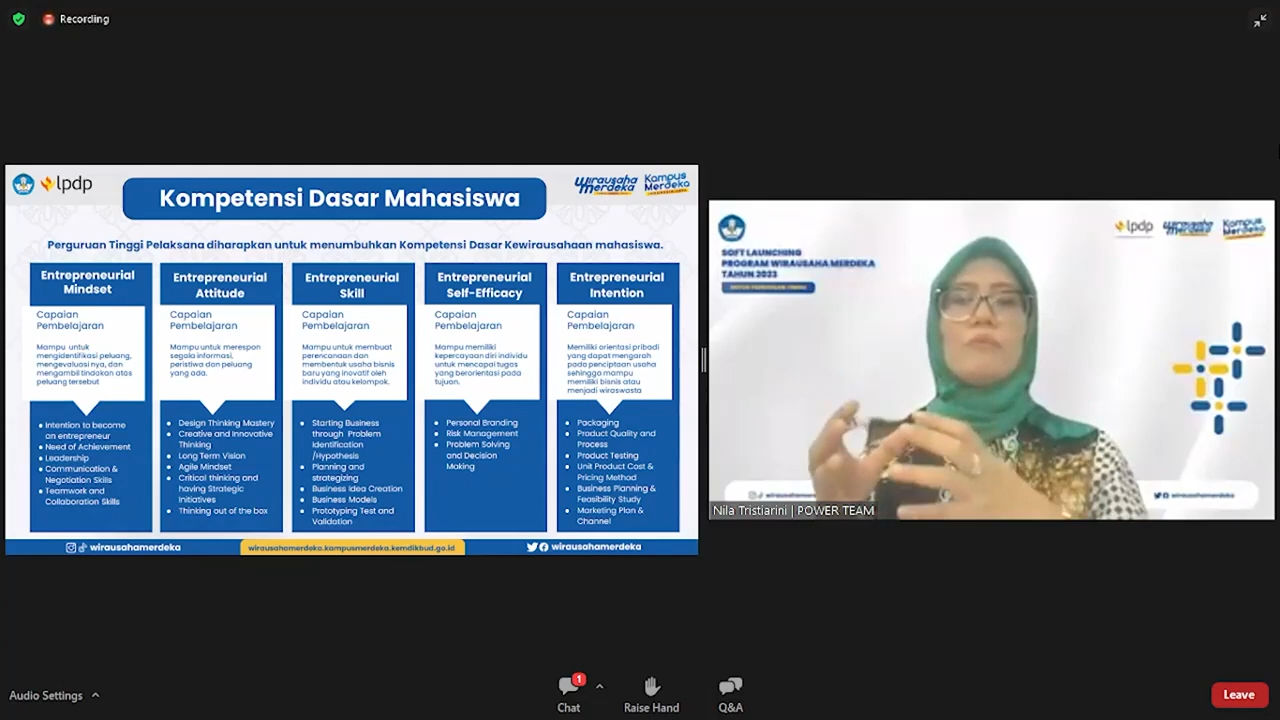 Recording
lpdp
Kompetensi Dasar Mahasiswa
Wirausaha
Merdeka
Kampus
Merdeka
Perguruan Tinggi Pelaksana diharapkan untuk menumbuhkan Kompetensi Dasar Kewirausahaan mahasiswa.
Entrepreneurial
Mindset
Capaian
Pembelajaran
Mampu untuk
mengidentifikasi peluang,
mengevaluasi nya, dan
mengambil tindakan atas
peluang tersebut
• Intention to become
an entrepreneur
• Need of Achievement
• Leadership
• Communication &
Negotiation Skills
• Teamwork and
Collaboration Skills
Entrepreneurial
Attitude
Capaian
Pembelajaran
Mampu untuk merespon
segala informasi,
peristiwa dan peluang
yang ada.
• Design Thinking Mastery
• Creative and Innovative
Thinking
• Long Term Vision
• Agile Mindset
• Critical thinking and
having Strategic
Initiatives
• Thinking out of the box
Entrepreneurial
Skill
Capaian
Pembelajaran
Mampu untuk membuat
perencanaan dan
membentuk usaha bisnis
baru yang inovatif oleh
individu atau kelompok.
• Starting Business
through Problem
Identification
/Hypothesis
• Planning and
strategizing
• Business Idea Creation
• Business Models
• Prototyping Test and
Validation
Entrepreneurial
Self-Efficacy
Capaian
Pembelajaran
Mampu memiliki
kepercayaan diri individu
untuk mencapai tugas
yang berorientasi pada
tujuan.
• Personal Branding
• Risk Management
• Problem Solving
and Decision
Making
Entrepreneurial
Intention
Capaian
Pembelajaran
Memiliki orientasi pribadi
yang dapat mengarah
pada penciptaan usaha
sehingga mampu
memiliki bisnis atau
menjadi wiraswasta
• Packaging
• Product Quality and
Process
• Product Testing
• Unit Product Cost &
Pricing Method
• Business Planning &
Feasibility Study
• Marketing Plan &
Channel
wirausahamerdeka
wirausahamerdeka.kampusmerdeka.kemdikbud.go.id
wirausahamerdeka
lpdp
Wirausaha
Merdeka
Kampus
Merdeka
SOFT LAUNCHING
PROGRAM WIRAUSAHA MERDEKA
TAHUN 2023
wirausahamerdeka
Nila Tristiarini | POWER TEAM
Audio Settings
1
Chat
Raise Hand
Q&A
Leave